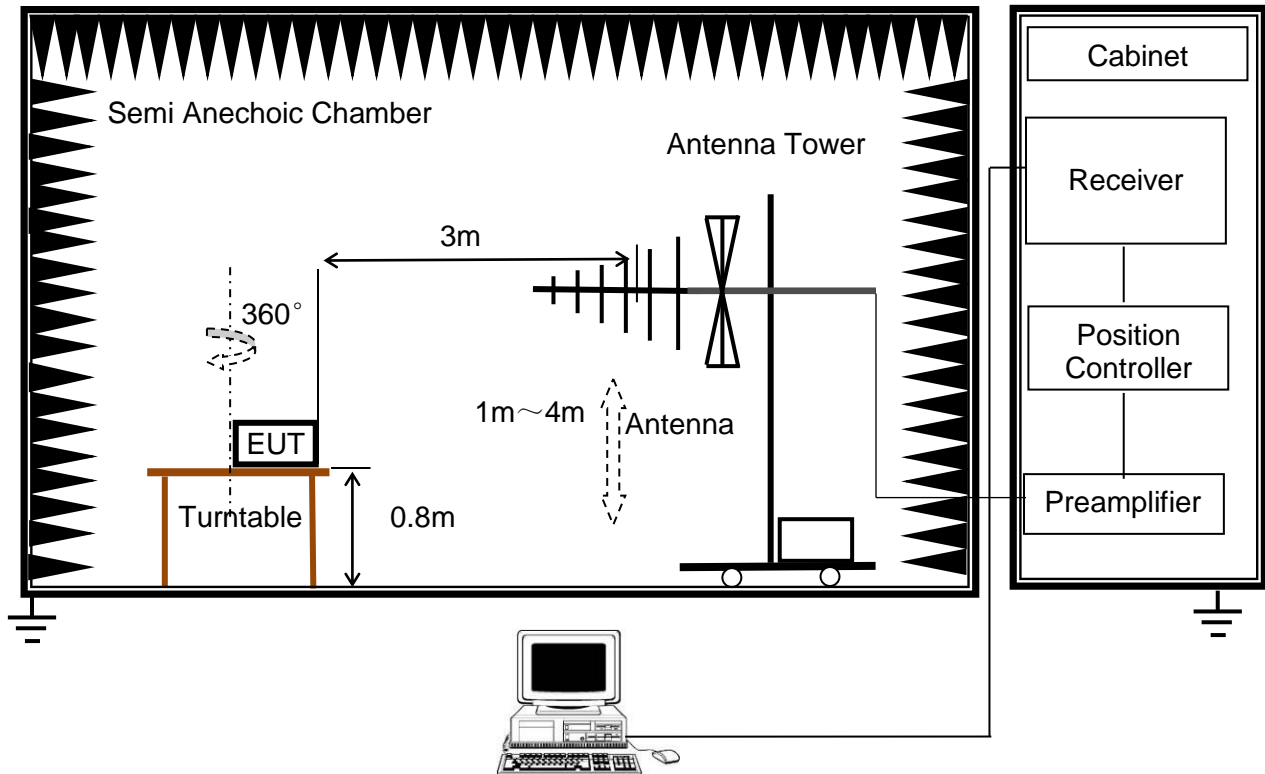 Semi Anechoic Chamber
Antenna Tower
3m
360°
1m～4m
Antenna
EUT
Turntable
0.8m
Cabinet
Receiver
Position
Controller
Preamplifier